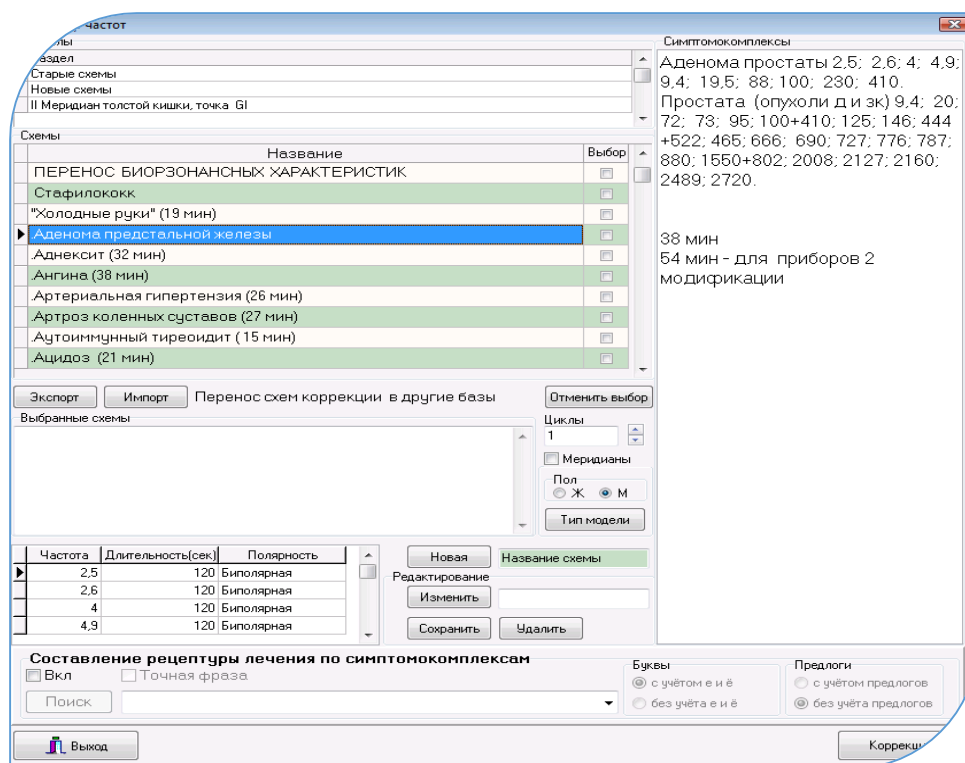 частот
Симптомокомплексы
Старые схемы
Новые схемы
II Меридиан толстой кишки, точка GI
Схемы
Название Выбор
ПЕРЕНОС БИОРЗОНАНСНЫХ ХАРАКТЕРИСТИК
Стафилококк
"Холодные руки" (19 мин)
.Аденома предстальной железы
.Аднексит (32 мин)
.Ангина (38 мин)
.Артериальная гипертензия (26 мин)
.Артроз коленных суставов (27 мин)
.Аутоиммунный тиреоидит ( 15 мин)
.Ацидоз (21 мин)
Аденома простаты 2,5; 2,6; 4; 4,9;
9,4; 19,5; 88; 100; 230; 410.
Простата (опухоли д и зк) 9,4; 20;
72; 73; 95; 100+410; 125; 146; 444
+522; 465; 666; 690; 727; 776; 787;
880; 1550+802; 2008; 2127; 2160;
2489; 2720.
38 мин
54 мин - для приборов 2
модификации
Экспорт Импорт Перенос схем коррекции в другие базы Отменить выбор
Выбранные схемы
Циклы
1
Меридианы
Пол
Ж М
Тип модели
Частота Длительность(сек) Полярность
2,5 120 Биполярная
2,6 120 Биполярная
4 120 Биполярная
4,9 120 Биполярная
Новая Название схемы
Редактирование
Изменить
Сохранить Удалить
Составление рецептуры лечения по симптомокомплексам
Вкл Точная фраза
Поиск
Буквы
с учётом е и ё
без учёта е и ё
Предлоги
с учётом предлогов
без учёта предлогов
Выход